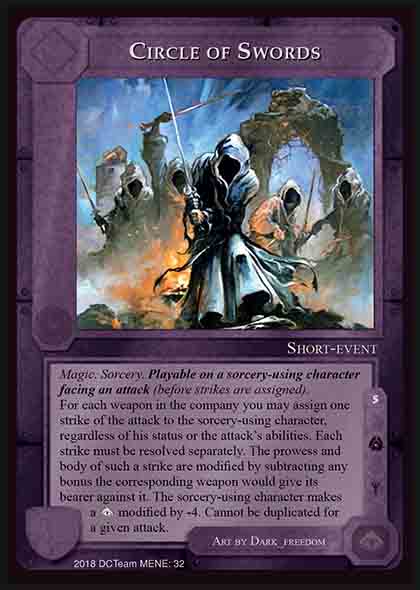 Circle of Swords
Short-event
Magic. Sorcery. Playable on a sorcery-using character
facing an attack (before strikes are assigned).
For each weapon in the company you may assign one
strike of the attack to the sorcery-using character,
regardless of his status or the attack's abilities. Each
strike must be resolved separately. The prowess and
body of such a strike are modified by subtracting any
bonus the corresponding weapon would give its
bearer against it. The sorcery-using character makes
a modified by -4. Cannot be duplicated for
a given attack.
5
Art by Dark_freedom
2018 DCTeam MENE: 32